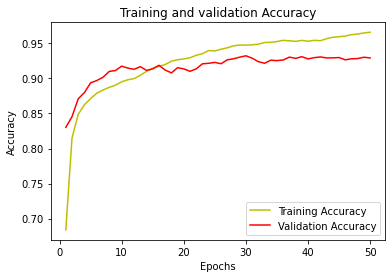 Training and validation Accuracy
0.95
0.90
0.85
0.80
0.75
0.70
Accuracy
Training Accuracy
Validation Accuracy
0
10
20
30
40
50
Epochs